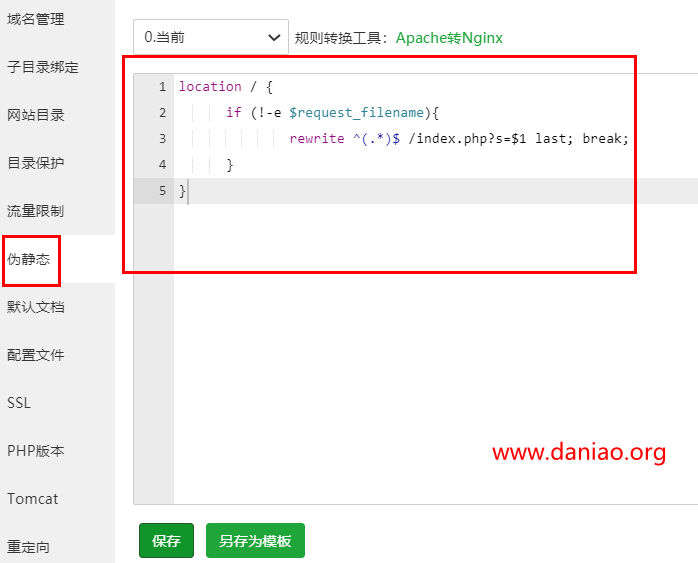 域名管理
子目录绑定
网站目录
目录保护
流量限制
伪静态
默认文档
配置文件
SSL
PHP版本
Tomcat
重定向
0.当前
规则转换工具：Apache转Nginx
1 location / {
2 if (!-e $request_filename){
3 rewrite ^(.*)$ /index.php?s=$1 last; break;
4 }
5 }
www.daniao.org
保存
另存为模板